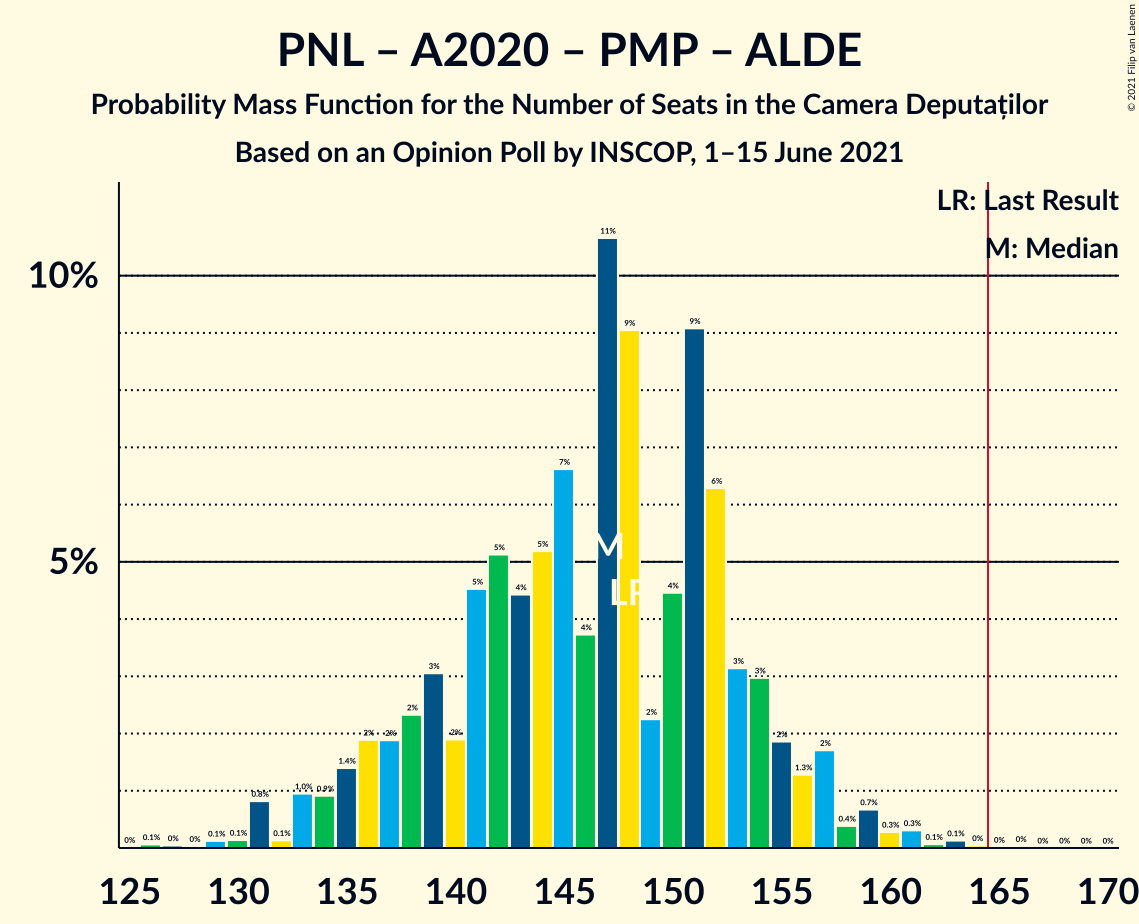 PNL – A2020 – PMP – ALDE
Probability Mass Function for the Number of Seats in the Camera Deputaților
Based on an Opinion Poll by INSCOP, 1–15 June 2021
© 2021 Filip van Laenen
LR: Last Result
M: Median
10%
5%
0% 0.1% 0% 0% 0.1% 0.1% 0.8% 0.1% 1.0% 0.9% 1.4% 2% 2% 2% 3% 2% 5% 5% 4% 5% 7% 4% 11% 9% 2% 4% 9% 6% 3% 3% 2% 1.3% 2% 0.4% 0.7% 0.3% 0.3% 0.1% 0.1% 0% 0% 0% 0% 0% 0% 0%
M
LR
125 130 135 140 145 150 155 160 165 170